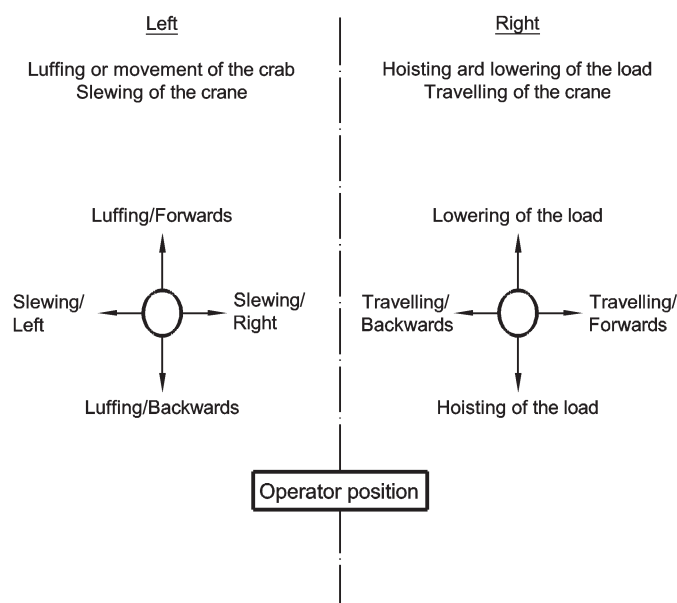 Left
Luffing or movement of the crab
Slewing of the crane
Luffing/Forwards
Slewing/
Left
Slewing/
Right
Luffing/Backwards
Right
Hoisting ard lowering of the load
Travelling of the crane
Lowering of the load
Travelling/
Backwards
Travelling/
Forwards
Hoisting of the load
Operator position